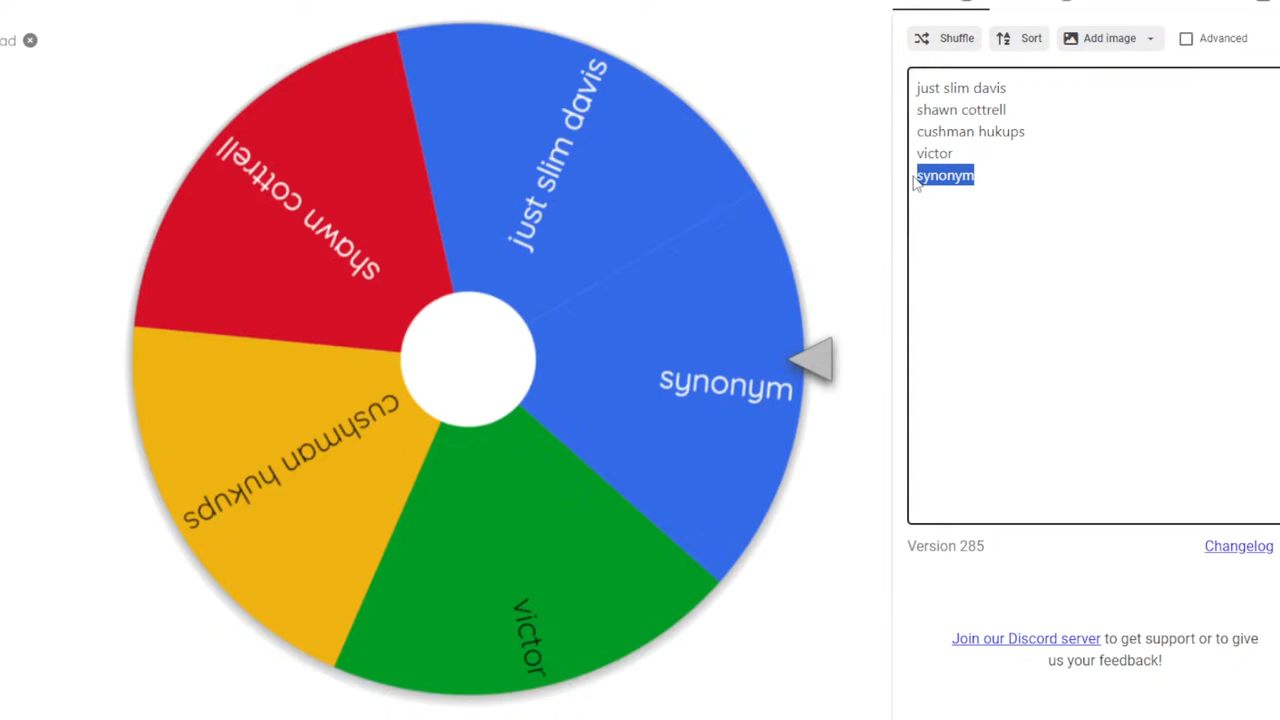 ad
Shuffle
Sort
Add image
Advanced
just slim davis
shawn cottrell
cushman hukups
victor
synonym
just slim davis
shawn cottrell
synonym
cushman hukups
victor
Version 285
Changelog
Join our Discord server to get support or to give
us your feedback!